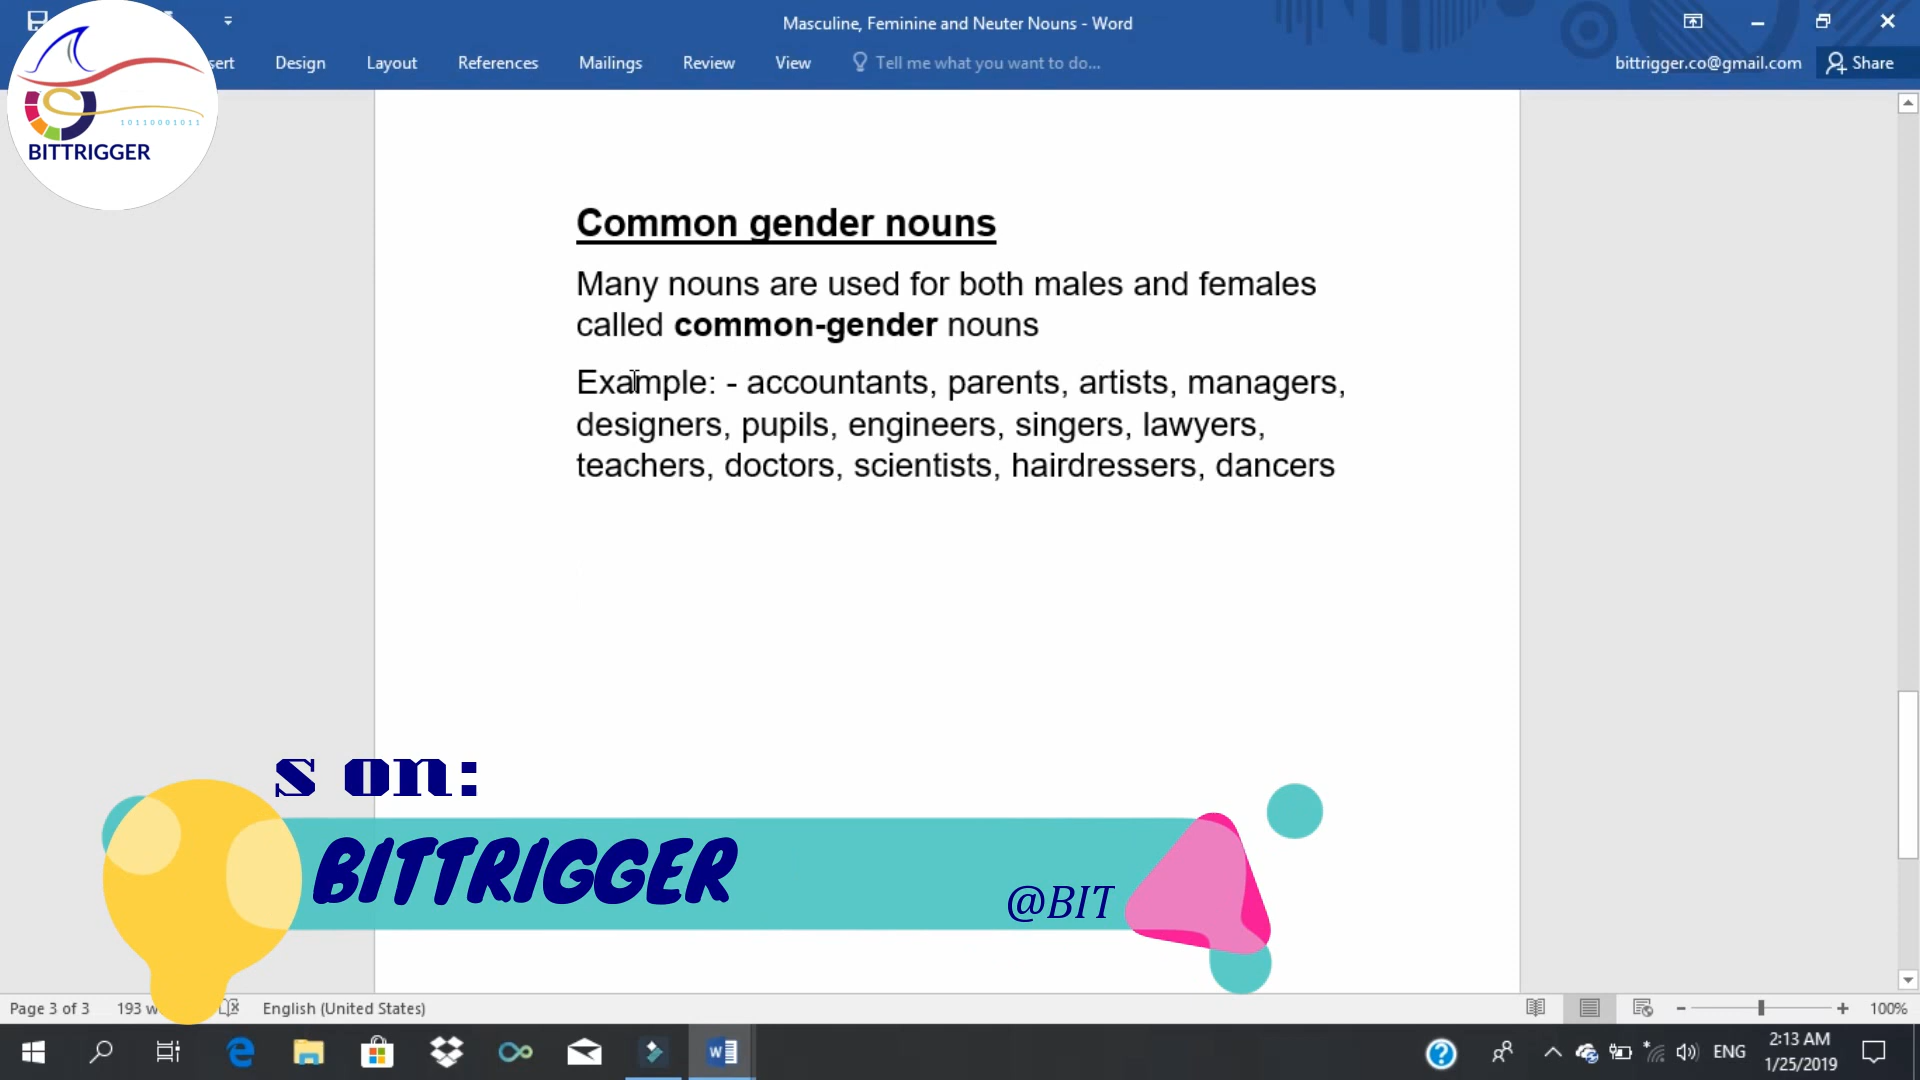 Masculine, Feminine and Neuter Nouns - Word
Design Layout References Mailings Review View Tell me what you want to do...
bittrigger.co@gmail.com Share
10110001011
BITTRIGGER
Common gender nouns
Many nouns are used for both males and females
called common-gender nouns
Example: - accountants, parents, artists, managers,
designers, pupils, engineers, singers, lawyers,
teachers, doctors, scientists, hairdressers, dancers
s on:
BITTRIGGER
@BIT
Page 3 of 3 193 w English (United States) 100%
ENG
2:13 AM
1/25/2019